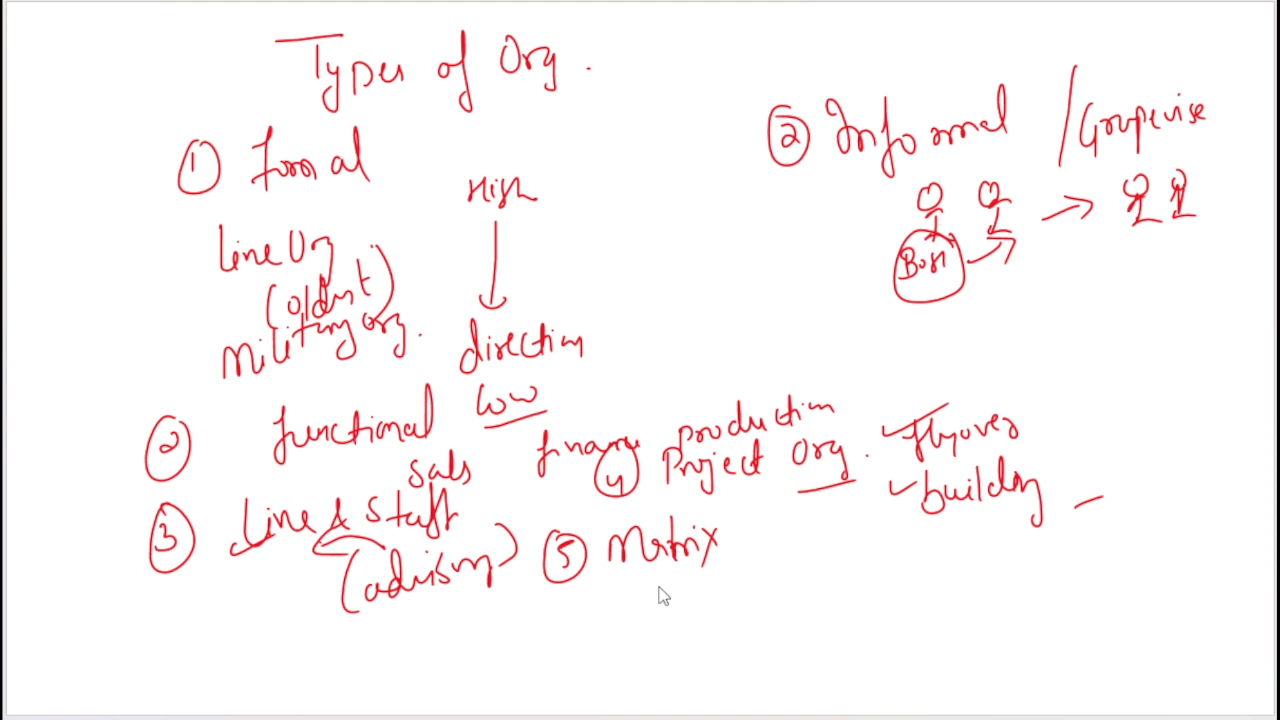 Types of Org.
① Formal
② Informal / Grapevise
High
Line Org
(oldest)
Military org.
Boss
direction
low
② functional
sales finance production
③ Line & Staff
(advisory)
④ Project Org.
flyover
building
⑤ Matrix